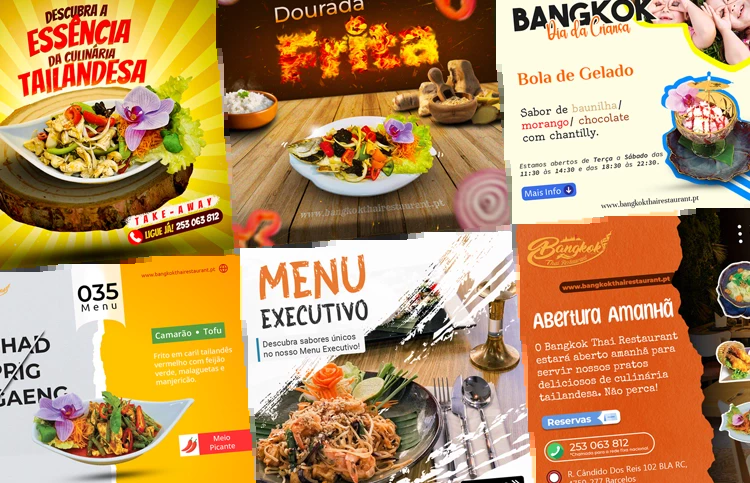 DESCUBRA A
ESSÊNCIA
DA CULINÁRIA
TAILANDESA
TAKE-AWAY
LIGUE JÁ! 253 063 812
Dourada
Frita
www.bangkokthairestaurant.pt
BANGKOK
Dia da Criança
Bola de Gelado
Sabor de baunilha/
morango/ chocolate
com chantilly.
Estamos abertos de Terça a Sábado das
11:30 às 14:30 e das 18:30 às 22:30.
Mais Info
www.bangkokthairestaurant.pt
www.bangkokthairestaurant.pt
035
Menu
HAD
PRIG
GAENG
Camarão • Tofu
Frito em caril tailandês
vermelho com feijão
verde, malaguetas e
manjericão.
Meio
Picante
MENU
EXECUTIVO
Descubra sabores únicos
no nosso Menu Executivo!
Bangkok
Thai Restaurant
www.bangkokthairestaurant.pt
Abertura Amanhã
O Bangkok Thai Restaurant
estará aberto amanhã para
servir nossos pratos
deliciosos de culinária
tailandesa. Não perca!
Reservas
253 063 812
*Chamada para a rede fixa nacional
R. Cândido Dos Reis 102 BLA RC,
4750-277 Barcelos